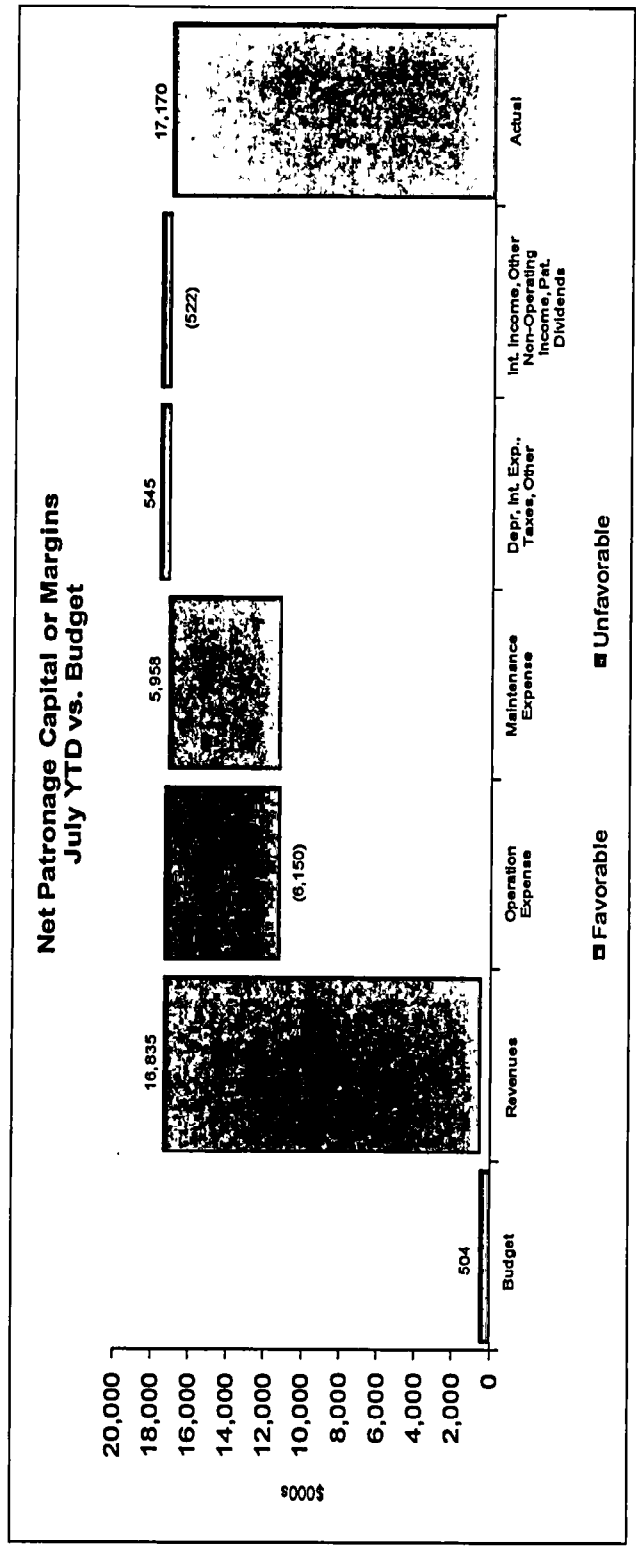 Net Patronage Capital or Margins
July YTD vs. Budget
$000s
20,000
18,000
16,000
14,000
12,000
10,000
8,000
6,000
4,000
2,000
0
504
16,835
(6,150)
5,958
545
(522)
17,170
Budget
Revenues
Operation
Expense
Maintenance
Expense
Depr, Int. Exp.,
Taxes, Other
Int. Income, Other
Non-Operating
Income, Pat.
Dividends
Actual
Favorable
Unfavorable